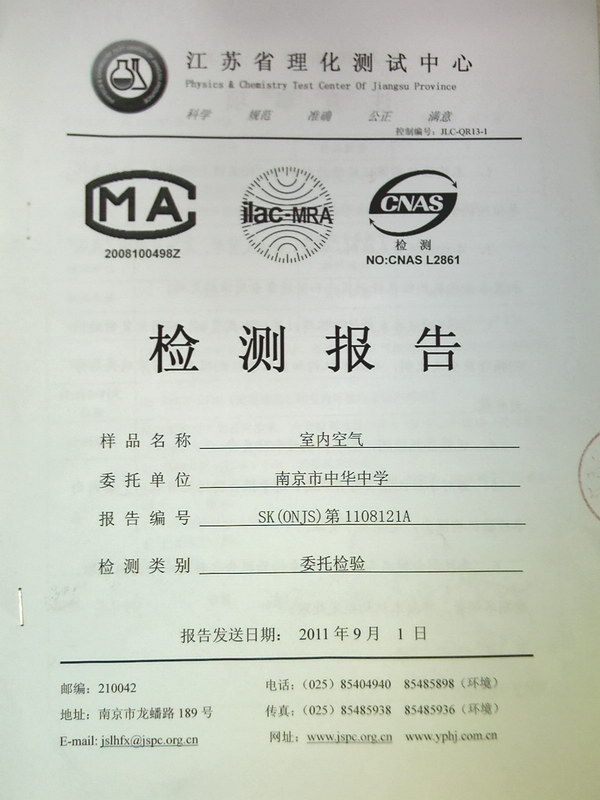 江苏省理化测试中心
Physics & Chemistry Test Center Of Jiangsu Province
科学 规范 准确 公正 满意
控制编号：JLC-QR13-1
MA ilac-MRA CNAS
2008100498Z
检 测
NO:CNAS L2861
检测报告
样品名称 室内空气
委托单位 南京市中华中学
报告编号 SK(ONJS)第1108121A
检测类别 委托检验
报告发送日期： 2011年9月 1 日
邮编：210042 电话：（025）85404940 85485898（环境）
地址：南京市龙蟠路189号 传真：（025）85485938 85485936（环境）
E-mail: jslhfx@jspc.org.cn 网址：www.jspc.org.cn www.yphj.com.cn